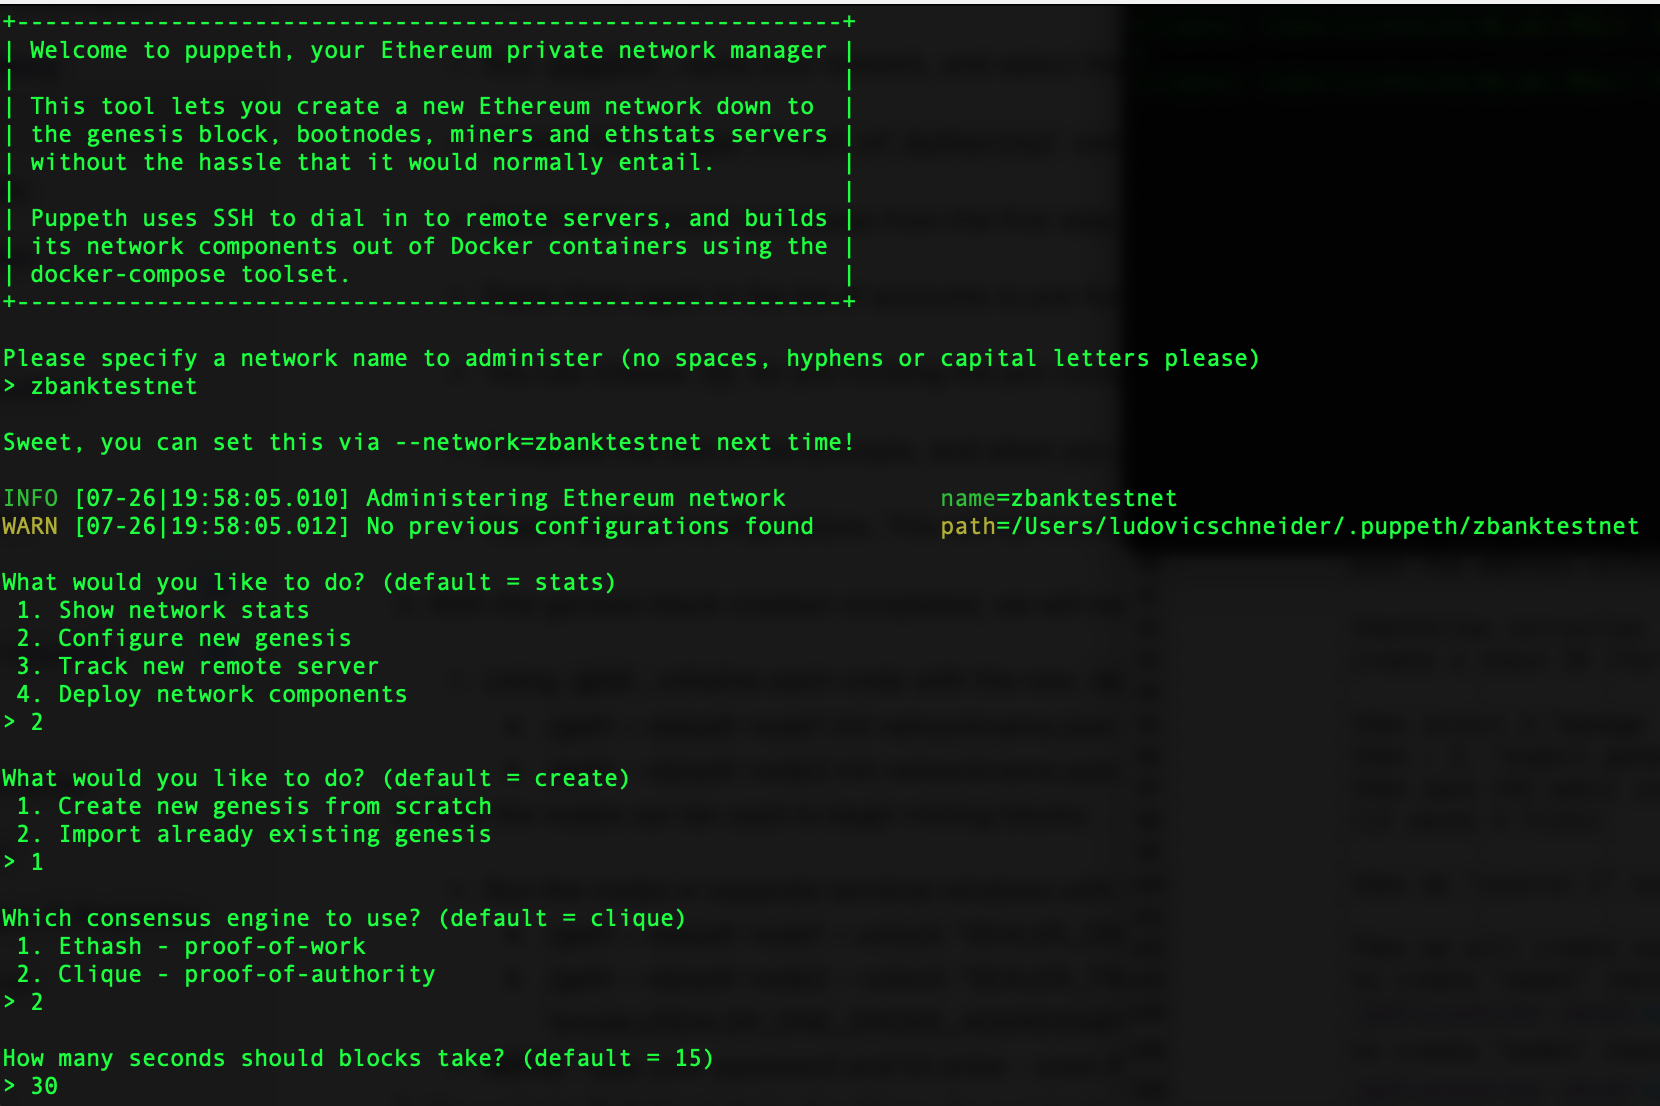 +-----------------------------------------------------------+
| Welcome to puppeth, your Ethereum private network manager |
|                                                           |
| This tool lets you create a new Ethereum network down to  |
| the genesis block, bootnodes, miners and ethstats servers |
| without the hassle that it would normally entail.         |
|                                                           |
| Puppeth uses SSH to dial in to remote servers, and builds |
| its network components out of Docker containers using the |
| docker-compose toolset.                                   |
+-----------------------------------------------------------+
Please specify a network name to administer (no spaces, hyphens or capital letters please)
> zbanktestnet
Sweet, you can set this via --network=zbanktestnet next time!
INFO [07-26|19:58:05.010] Administering Ethereum network           name=zbanktestnet
WARN [07-26|19:58:05.012] No previous configurations found         path=/Users/ludovicschneider/.puppeth/zbanktestnet
What would you like to do? (default = stats)
 1. Show network stats
 2. Configure new genesis
 3. Track new remote server
 4. Deploy network components
> 2
What would you like to do? (default = create)
 1. Create new genesis from scratch
 2. Import already existing genesis
> 1
Which consensus engine to use? (default = clique)
 1. Ethash - proof-of-work
 2. Clique - proof-of-authority
> 2
How many seconds should blocks take? (default = 15)
> 30